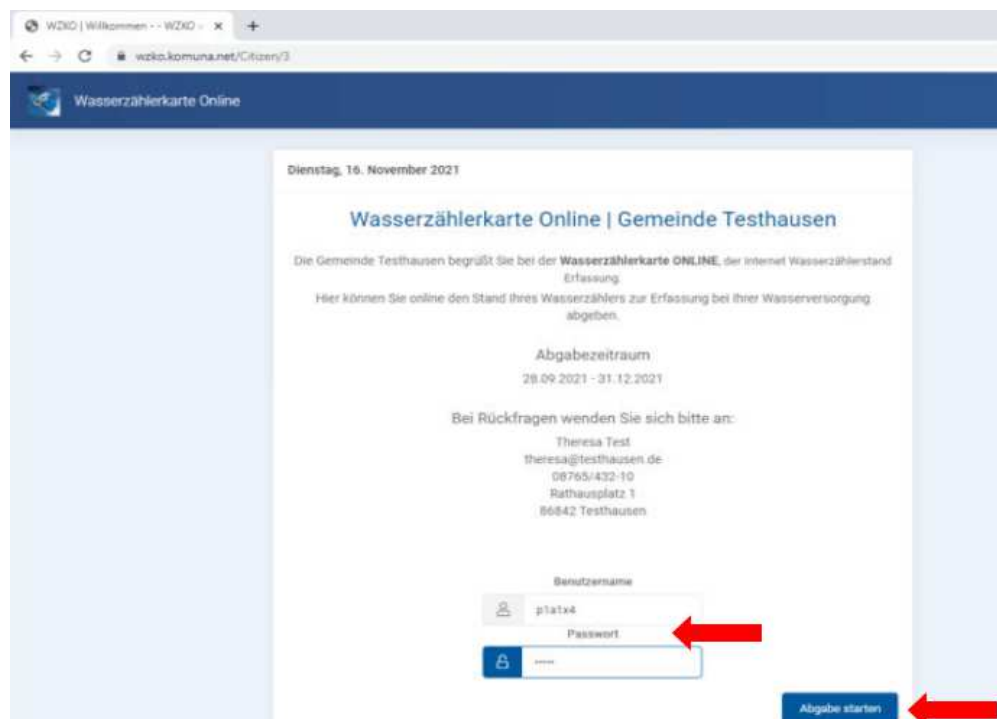 WZKO | Willkommen - - WZKO -
wzko.komuna.net/Citizen/3
Wasserzählerkarte Online
Dienstag, 16. November 2021
Wasserzählerkarte Online | Gemeinde Testhausen
Die Gemeinde Testhausen begrüßt Sie bei der Wasserzählerkarte ONLINE, der Internet Wasserzählerstand
Erfassung.
Hier können Sie online den Stand Ihres Wasserzählers zur Erfassung bei Ihrer Wasserversorgung
abgeben.
Abgabezeitraum
28.09.2021 - 31.12.2021
Bei Rückfragen wenden Sie sich bitte an:
Theresa Test
theresa@testhausen.de
08765/432-10
Rathausplatz 1
86842 Testhausen
Benutzername
Passwort
Abgabe starten